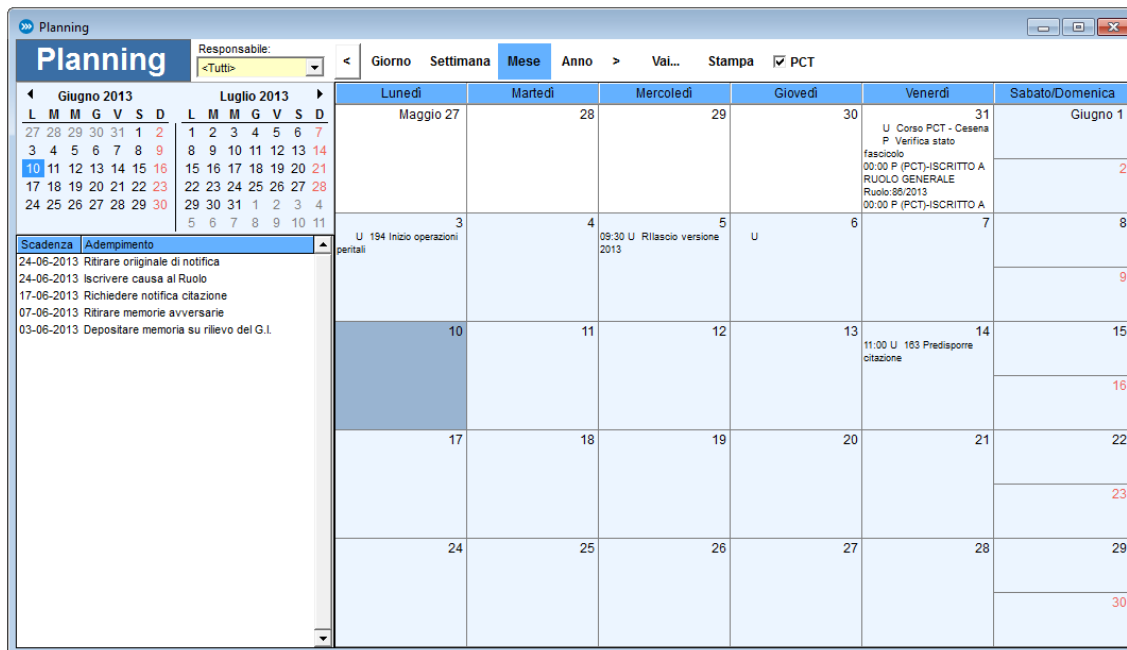 Planning
Planning
Responsabile:
<Tutti>
< Giorno Settimana Mese Anno > Vai... Stampa PCT
Giugno 2013 Luglio 2013
L M M G V S D L M M G V S D
27 28 29 30 31 1 2 1 2 3 4 5 6 7
3 4 5 6 7 8 9 8 9 10 11 12 13 14
10 11 12 13 14 15 16 15 16 17 18 19 20 21
17 18 19 20 21 22 23 22 23 24 25 26 27 28
24 25 26 27 28 29 30 29 30 31 1 2 3 4
5 6 7 8 9 10 11
Scadenza Adempimento
24-06-2013 Ritirare oriiginale di notifica
24-06-2013 Iscrivere causa al Ruolo
17-06-2013 Richiedere notifica citazione
07-06-2013 Ritirare memorie avversarie
03-06-2013 Depositare memoria su rilievo del G.I.
Lunedì Martedì Mercoledì Giovedì Venerdì Sabato/Domenica
Maggio 27 28 29 30 31 Giugno 1
U Corso PCT - Cesena
P Verifica stato
fascicolo
00:00 P (PCT)-ISCRITTO A
RUOLO GENERALE
Ruolo:86/2013
00:00 P (PCT)-ISCRITTO A
2
3 4 5 6 7 8
U 194 Inizio operazioni
peritali
09:30 U RIlascio versione
2013
U
9
10 11 12 13 14 15
11:00 U 163 Predisporre
citazione
16
17 18 19 20 21 22
23
24 25 26 27 28 29
30